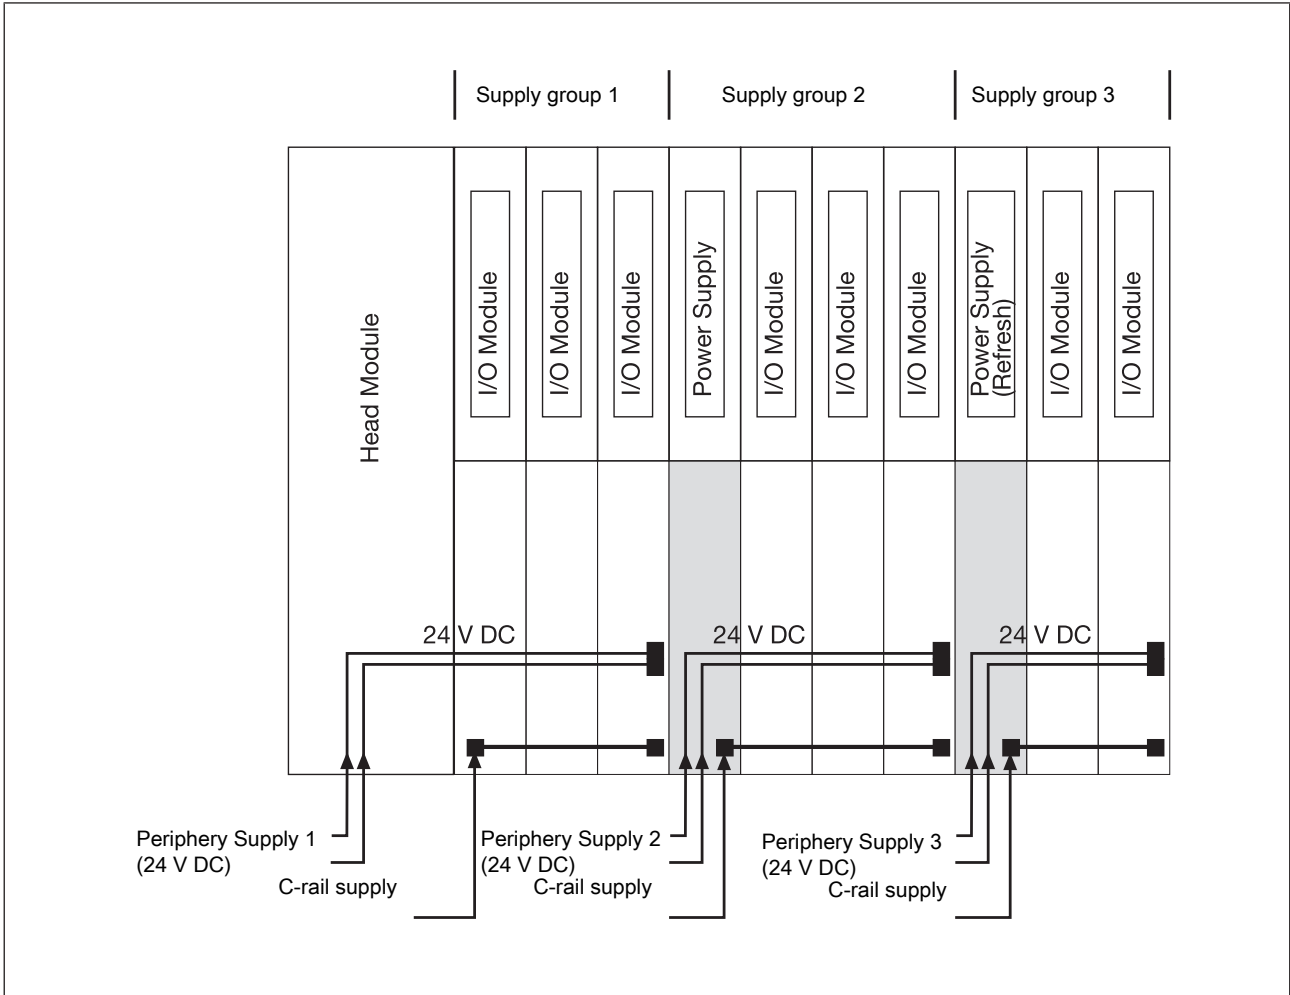 Supply group 1
Supply group 2
Supply group 3
Head Module
I/O Module
I/O Module
I/O Module
Power Supply
I/O Module
I/O Module
I/O Module
Power Supply
(Refresh)
I/O Module
I/O Module
24 V DC
24 V DC
24 V DC
Periphery Supply 1
(24 V DC)
C-rail supply
Periphery Supply 2
(24 V DC)
C-rail supply
Periphery Supply 3
(24 V DC)
C-rail supply